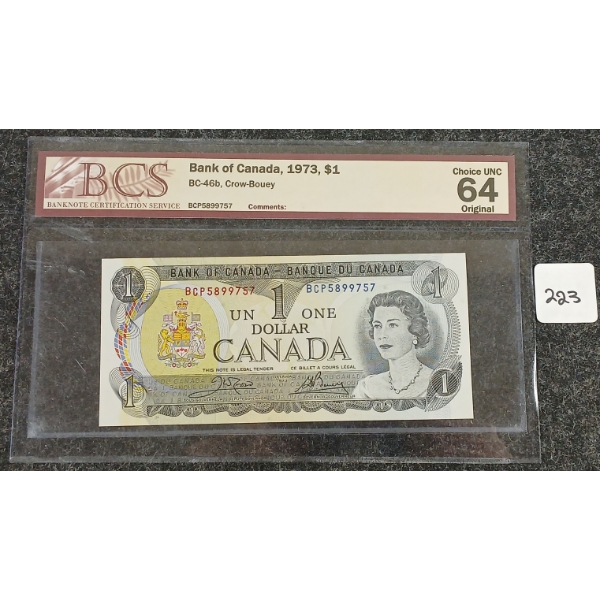 BCS
BANKNOTE CERTIFICATION SERVICE
Bank of Canada, 1973, $1
BC-46b, Crow-Bouey
BCP5899757 Comments:
Choice UNC
64
Original
BANK OF CANADA – BANQUE DU CANADA
1 BCP5899757 1 BCP5899757 1
UN ONE
DOLLAR
CANADA
THIS NOTE IS LEGAL TENDER CE BILLET A COURS LEGAL
1 1
223